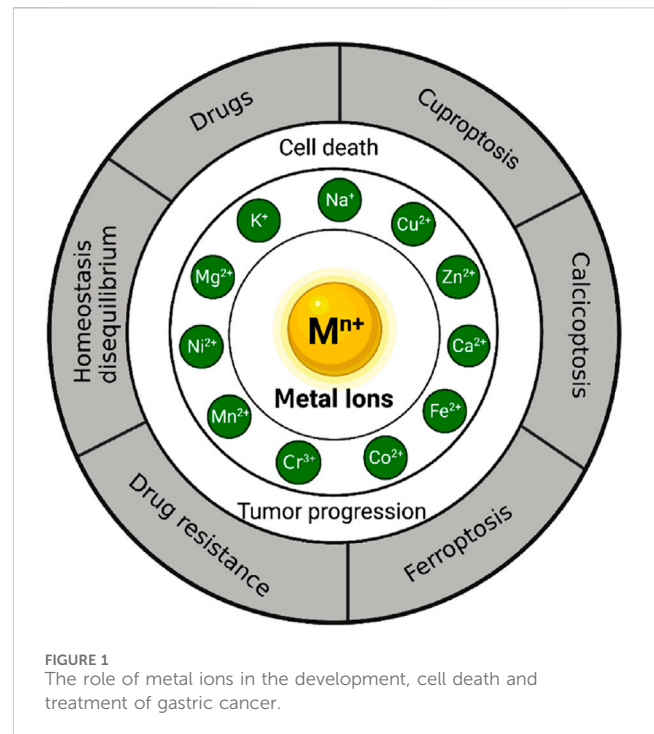 Drugs
Cuproptosis
Cell death
Na⁺
K⁺
Cu²⁺
Mg²⁺
Zn²⁺
Homeostasis
disequilibrium
Calcicoptosis
Ni²⁺
Mⁿ⁺
Ca²⁺
Metal Ions
Mn²⁺
Fe²⁺
Cr³⁺
Co²⁺
Tumor progression
Drug resistance
Ferroptosis
FIGURE 1
The role of metal ions in the development, cell death and
treatment of gastric cancer.